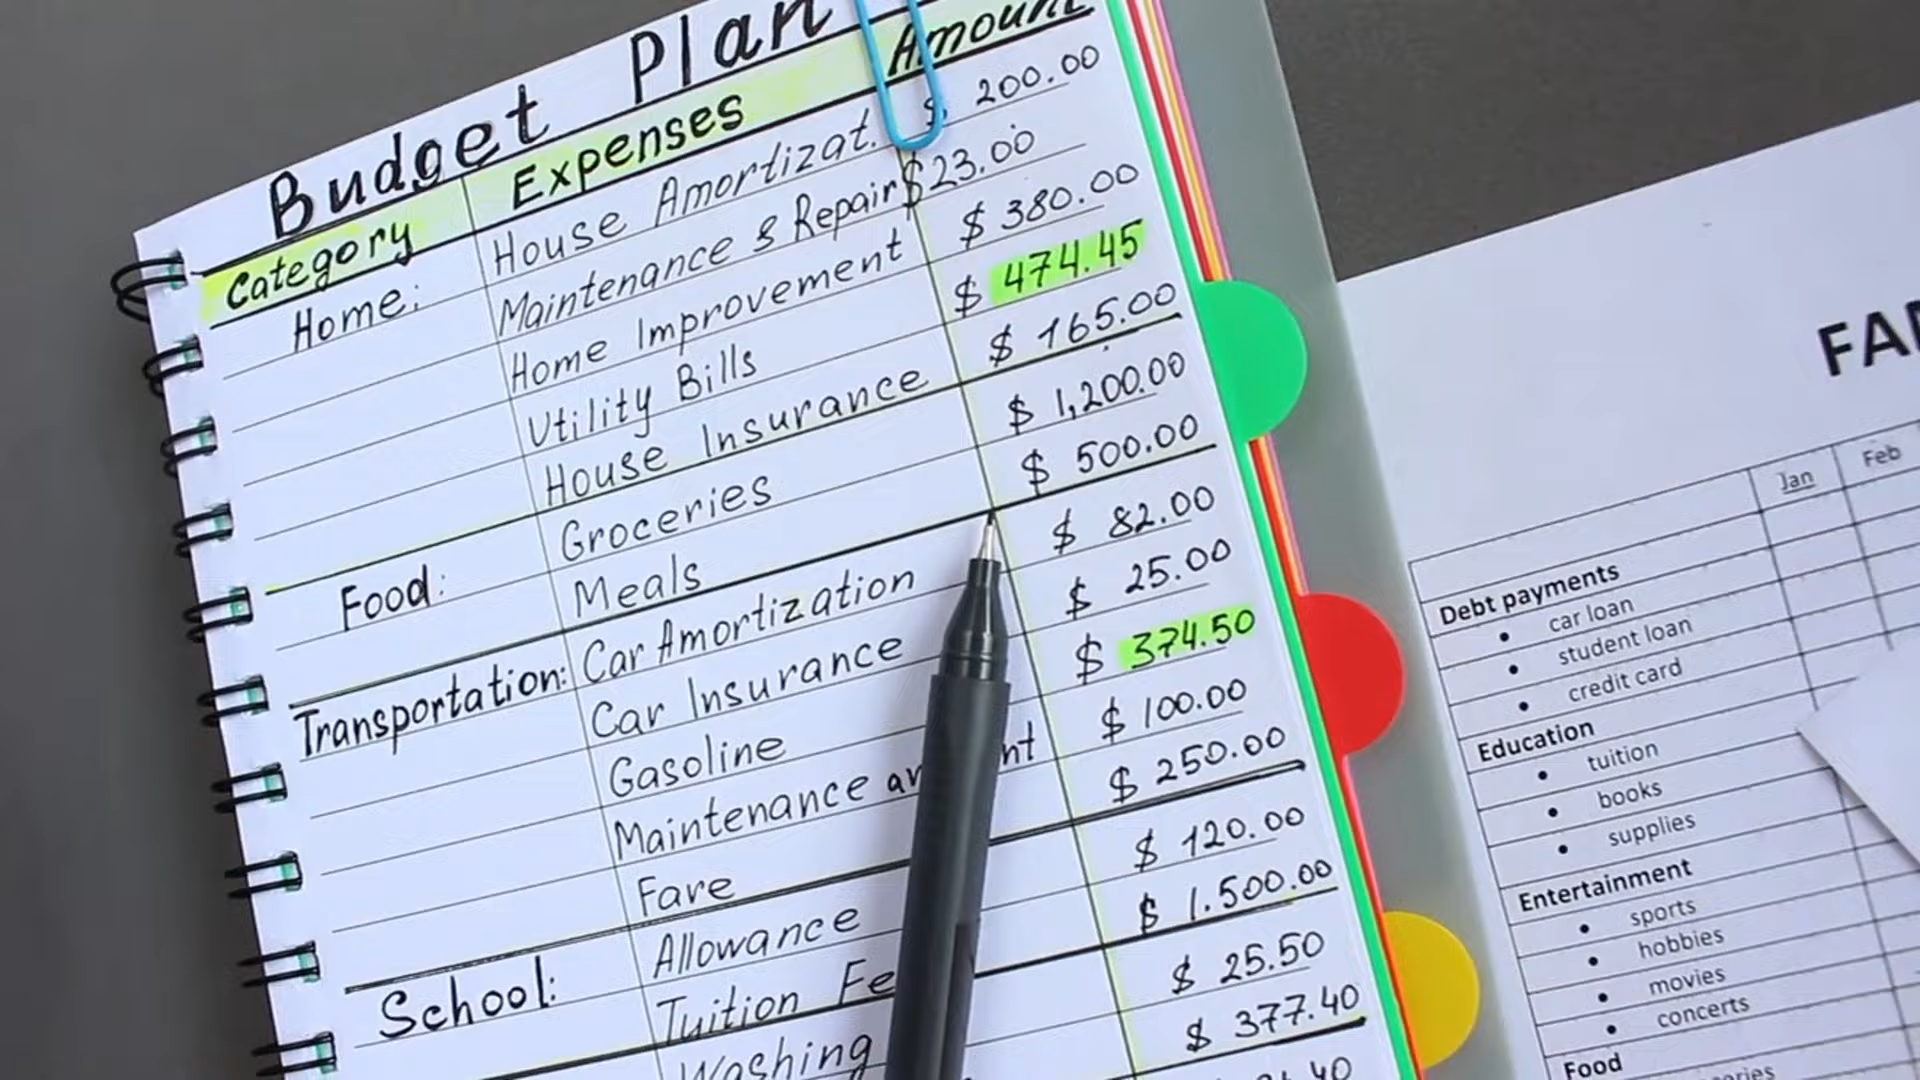 Budget Plan
Category Expenses Amount
Home: House Amortizat. $ 200.00
Maintenance & Repair $23.00
Home Improvement $ 380.00
Utility Bills $ 474.45
House Insurance $ 165.00
Food: Groceries $ 1,200.00
Meals $ 500.00
Transportation: Car Amortization $ 82.00
Car Insurance $ 25.00
Gasoline $ 374.50
Maintenance $ 100.00
Fare $ 250.00
School: Allowance $ 120.00
Tuition $ 1.500.00
Washing $ 25.50
$ 377.40
Jan Feb
Debt payments
• car loan
• student loan
• credit card
Education
• tuition
• books
• supplies
Entertainment
• sports
• hobbies
• movies
• concerts
Food